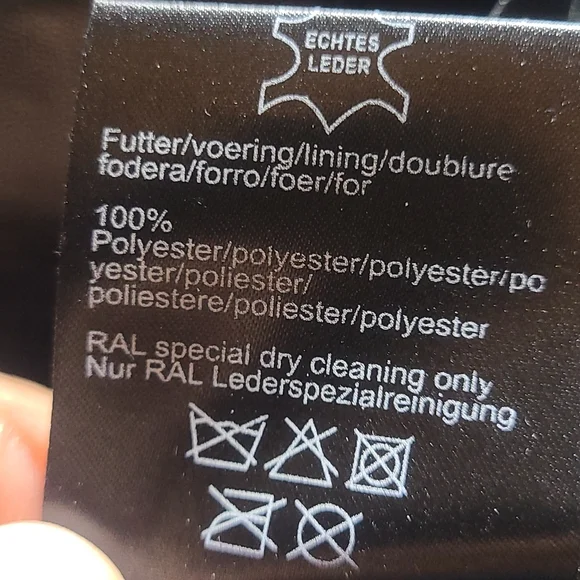 ECHTES
LEDER
Futter/voering/lining/doublure
fodera/forro/foer/for
100%
Polyester/polyester/polyester/po
yester/poliester/
poliestere/poliester/polyester
RAL special dry cleaning only
Nur RAL Lederspezialreinigung